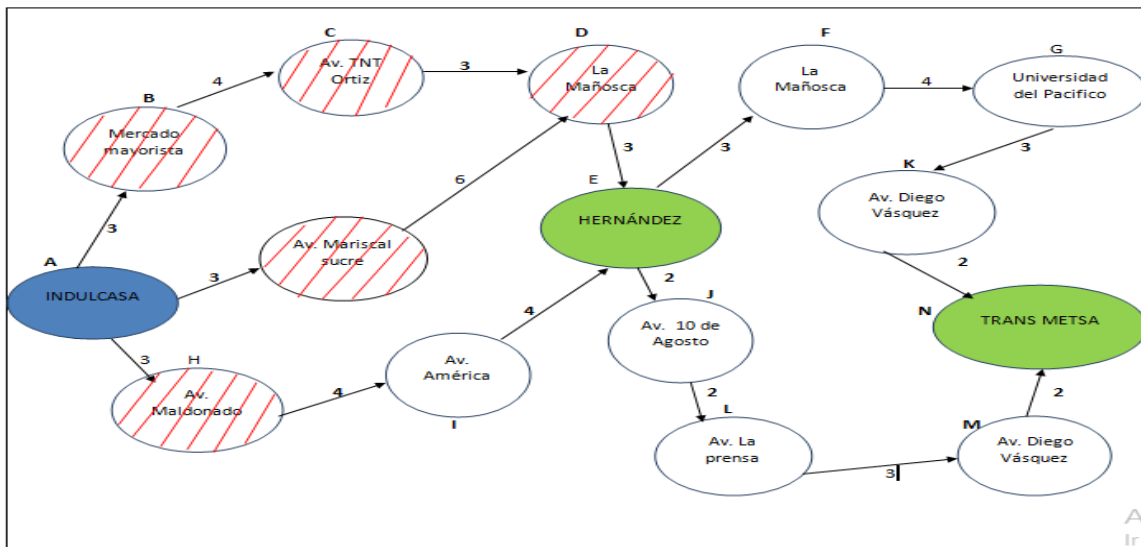 C
Av. TNT
Ortiz
3
D
La
Mañosca
F
La
Mañosca
4
G
Universidad
del Pacifico
4
B
Mercado
mayorista
3
A
INDULCASA
3
Av. Mariscal
sucre
6
3
E
HERNÁNDEZ
3
3
K
Av. Diego
Vásquez
2
N
TRANS METSA
3
H
Av.
Maldonado
4
Av.
América
I
4
2
J
Av. 10 de
Agosto
2
L
Av. La
prensa
3
M
Av. Diego
Vásquez
2
A